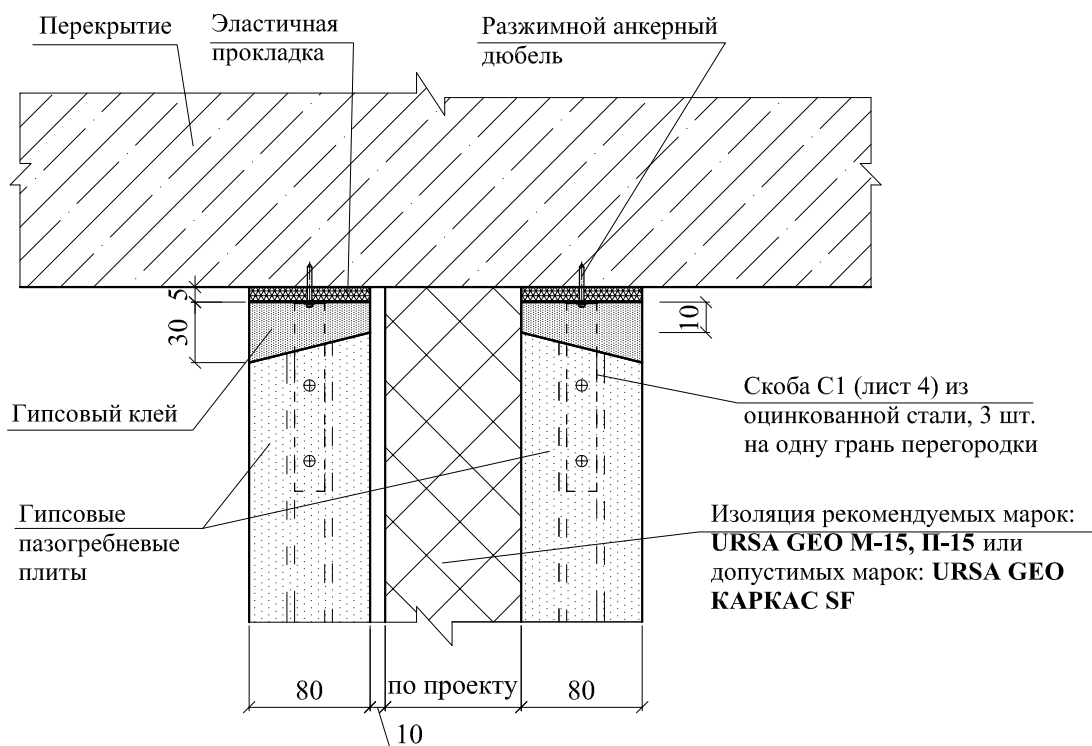 Перекрытие
Эластичная
прокладка
Разжимной анкерный
дюбель
5
30
10
Гипсовый клей
Скоба С1 (лист 4) из
оцинкованной стали, 3 шт.
на одну грань перегородки
Гипсовые
пазогребневые
плиты
Изоляция рекомендуемых марок:
URSA GEO М-15, П-15 или
допустимых марок: URSA GEO
КАРКАС SF
80
по проекту
80
10